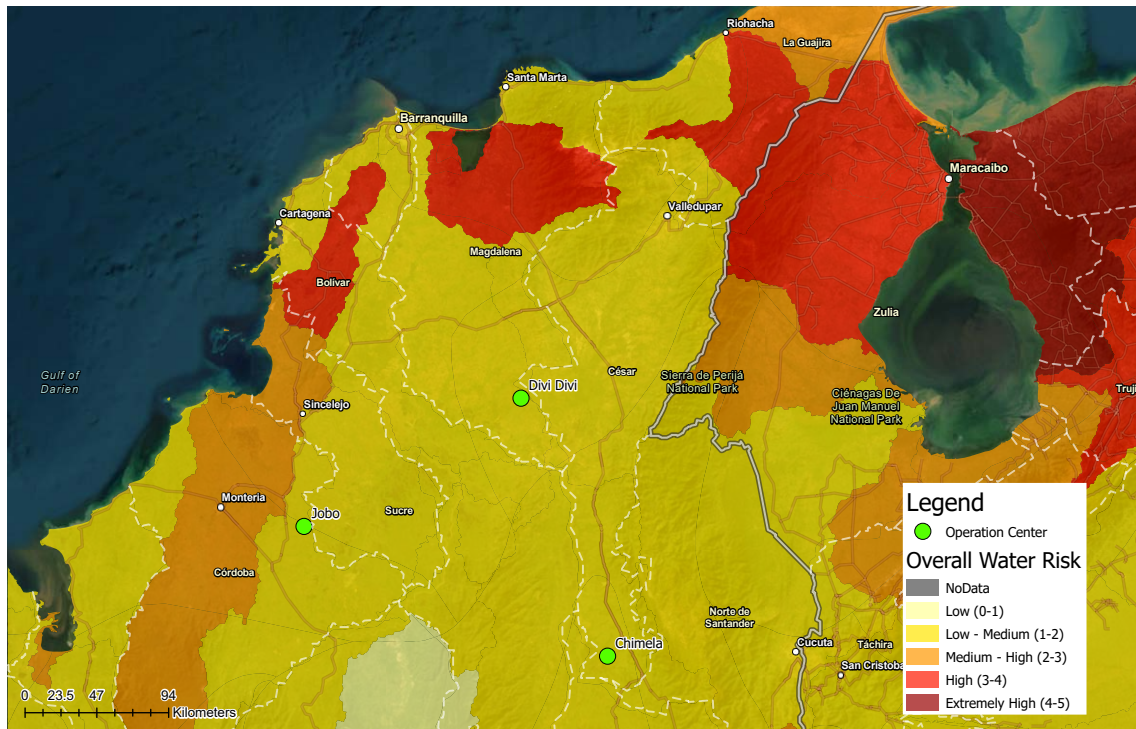 Riohacha
La Guajira
Santa Marta
Barranquilla
Maracaibo
Valledupar
Cartagena
Magdalena
Bolívar
Zulia
Gulf of
Darien
César
Sierra de Perijá
National Park
Divi Divi
Ciénagas De
Juan Manuel
National Park
Sincelejo
Monteria
Jobo
Sucre
Córdoba
Norte de
Santander
Chimela
Cucuta
Táchira
San Cristoba
Truji
Legend
Operation Center
Overall Water Risk
NoData
Low (0-1)
Low - Medium (1-2)
Medium - High (2-3)
High (3-4)
Extremely High (4-5)
0 23.5 47 94
Kilometers